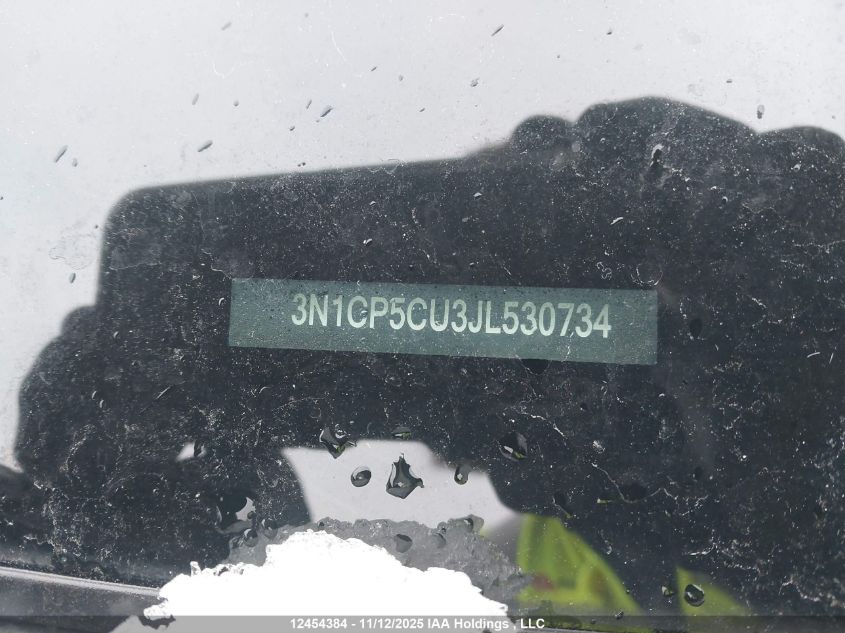 3N1CP5CU3JL530734
12454384 - 11/12/2025 IAA Holdings , LLC